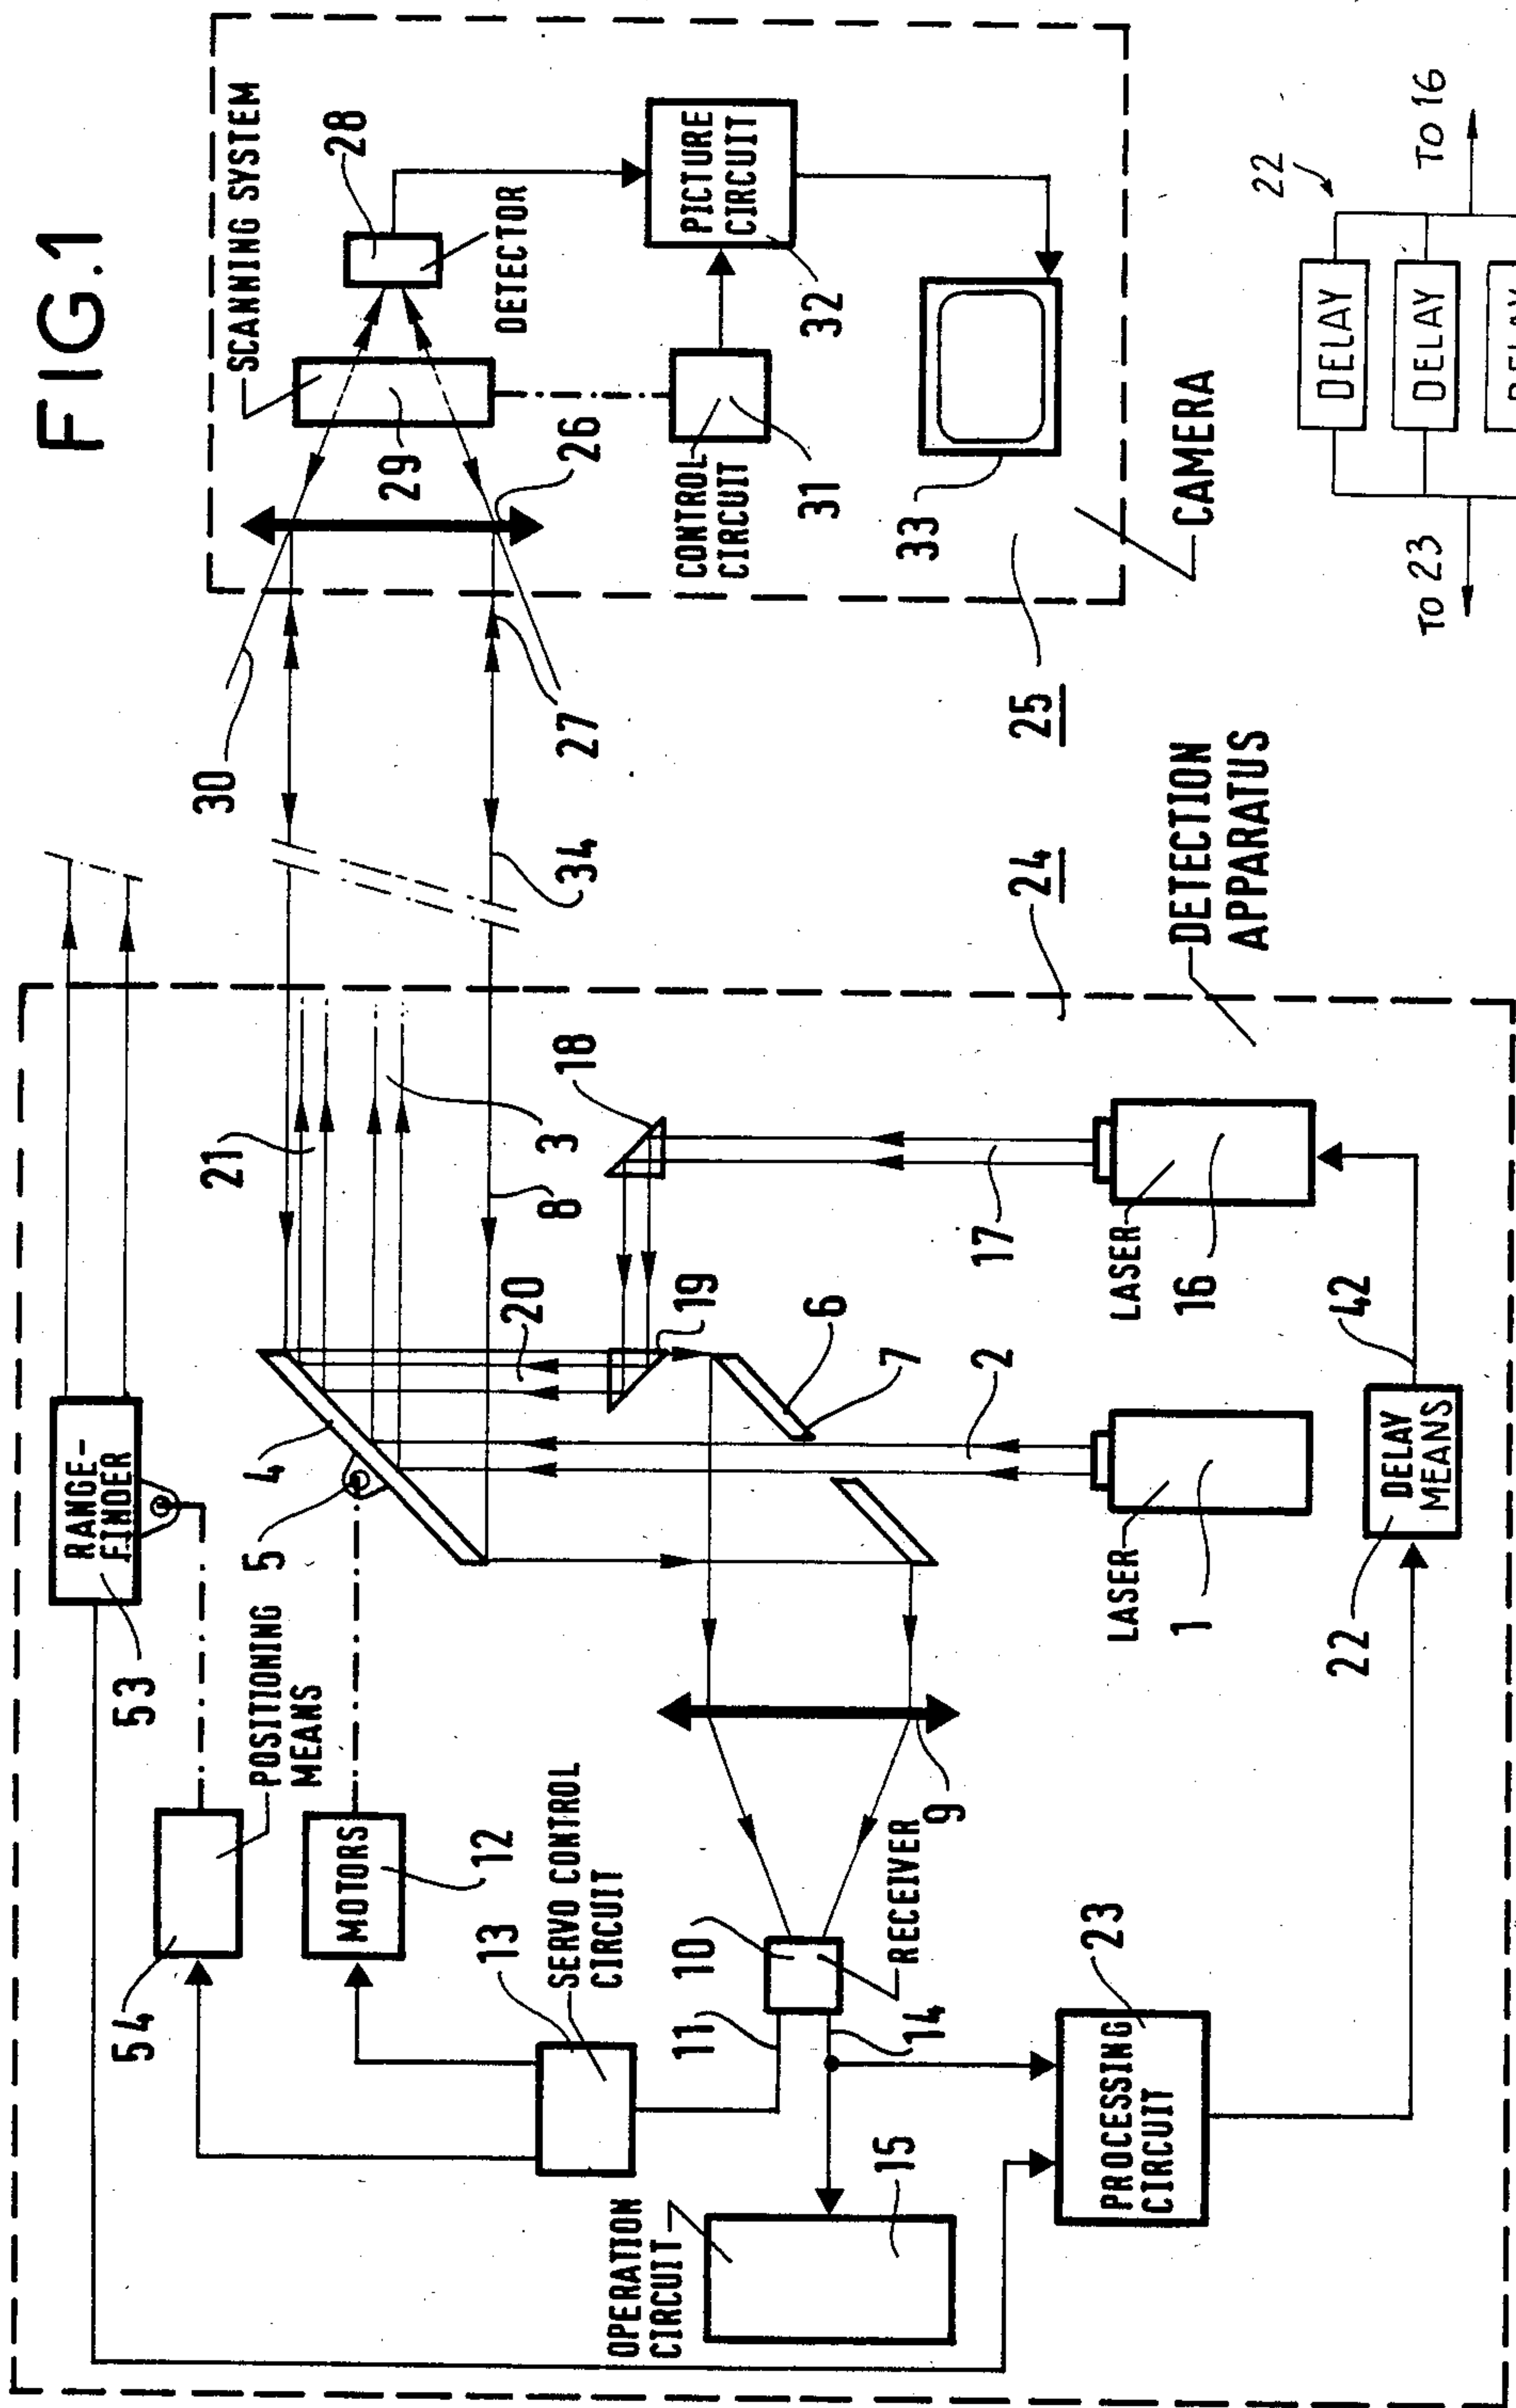 FIG.1
SCANNING SYSTEM
28
DETECTOR
29
26
30
27
34
PICTURE
CIRCUIT
32
CONTROL
CIRCUIT
31
33
25
CAMERA
22
DELAY
DELAY
TO 16
TO 23
24
DETECTION
APPARATUS
RANGE-
FINDER
53
54
POSITIONING
MEANS
MOTORS
12
5
4
21
3
8
18
20
19
6
7
2
17
LASER
16
LASER
1
42
DELAY
MEANS
22
13
SERVO CONTROL
CIRCUIT
9
10
RECEIVER
11
14
OPERATION
CIRCUIT
15
PROCESSING
CIRCUIT
23